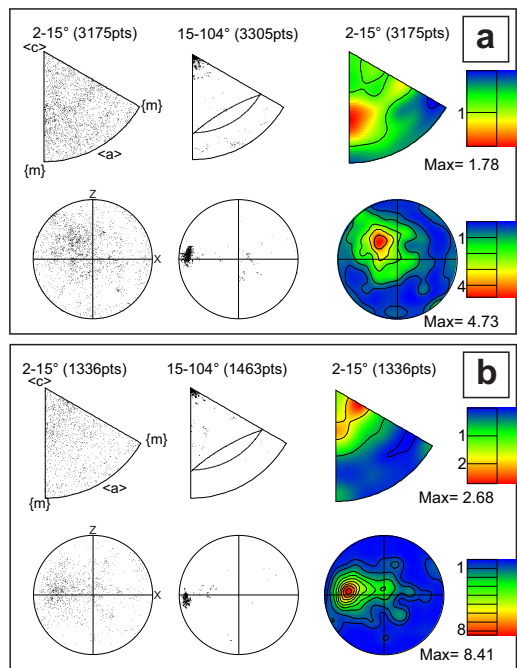 2-15° (3175pts) 15-104° (3305pts) 2-15° (3175pts) a
<c>
{m}
<a>
{m}
1
Max= 1.78
Z
X
1
4
Max= 4.73
2-15° (1336pts) 15-104° (1463pts) 2-15° (1336pts) b
<c>
{m}
<a>
{m}
1
2
Max= 2.68
Z
X
1
8
Max= 8.41